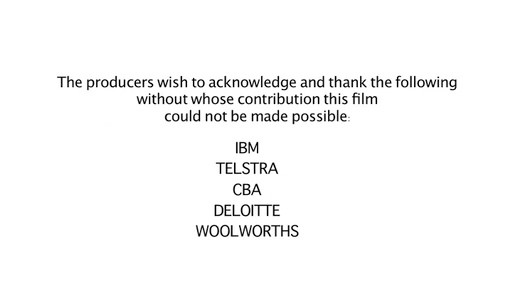 The producers wish to acknowledge and thank the following
without whose contribution this film
could not be made possible:
IBM
TELSTRA
CBA
DELOITTE
WOOLWORTHS